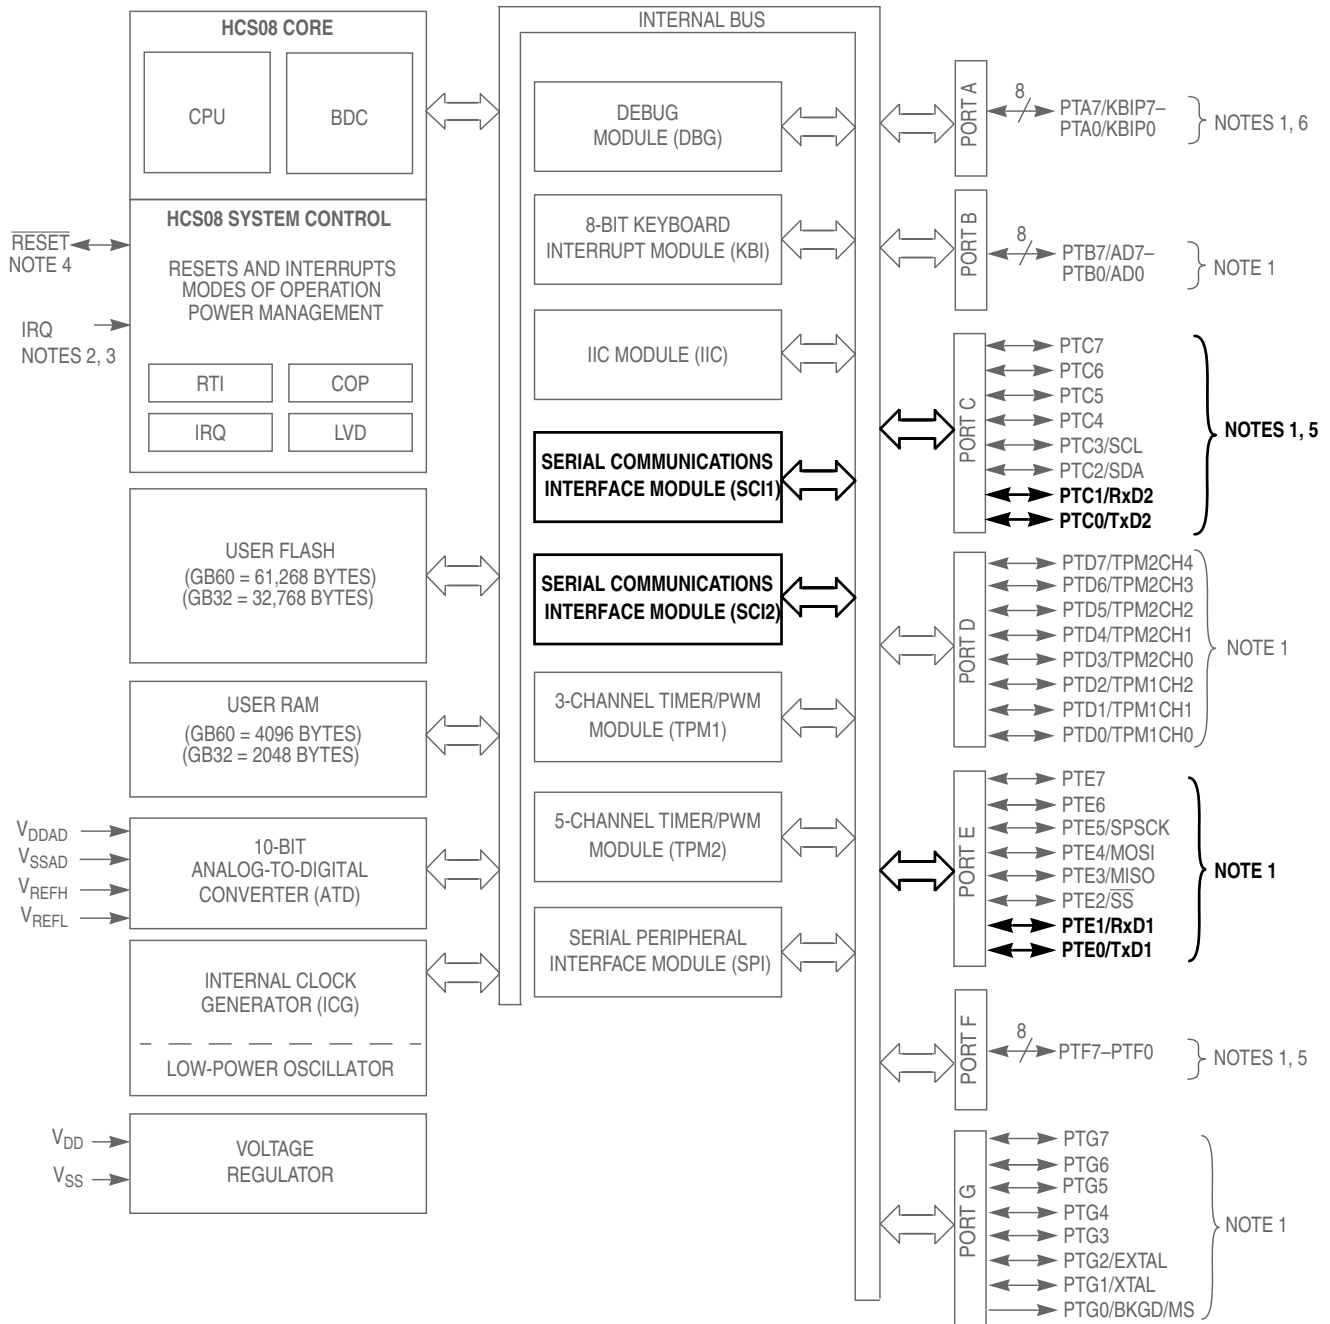 HCS08 CORE
CPU
BDC
HCS08 SYSTEM CONTROL
RESETS AND INTERRUPTS
MODES OF OPERATION
POWER MANAGEMENT
RTI
COP
IRQ
LVD
RESET
NOTE 4
IRQ
NOTES 2, 3
USER FLASH
(GB60 = 61,268 BYTES)
(GB32 = 32,768 BYTES)
USER RAM
(GB60 = 4096 BYTES)
(GB32 = 2048 BYTES)
VDDAD
VSSAD
VREFH
VREFL
10-BIT
ANALOG-TO-DIGITAL
CONVERTER (ATD)
INTERNAL CLOCK
GENERATOR (ICG)
LOW-POWER OSCILLATOR
VDD
VSS
VOLTAGE
REGULATOR
INTERNAL BUS
DEBUG
MODULE (DBG)
8-BIT KEYBOARD
INTERRUPT MODULE (KBI)
IIC MODULE (IIC)
SERIAL COMMUNICATIONS
INTERFACE MODULE (SCI1)
SERIAL COMMUNICATIONS
INTERFACE MODULE (SCI2)
3-CHANNEL TIMER/PWM
MODULE (TPM1)
5-CHANNEL TIMER/PWM
MODULE (TPM2)
SERIAL PERIPHERAL
INTERFACE MODULE (SPI)
PORT A
8
PTA7/KBIP7–
PTA0/KBIP0
NOTES 1, 6
PORT B
8
PTB7/AD7–
PTB0/AD0
NOTE 1
PORT C
PTC7
PTC6
PTC5
PTC4
PTC3/SCL
PTC2/SDA
PTC1/RxD2
PTC0/TxD2
NOTES 1, 5
PORT D
PTD7/TPM2CH4
PTD6/TPM2CH3
PTD5/TPM2CH2
PTD4/TPM2CH1
PTD3/TPM2CH0
PTD2/TPM1CH2
PTD1/TPM1CH1
PTD0/TPM1CH0
NOTE 1
PORT E
PTE7
PTE6
PTE5/SPSCK
PTE4/MOSI
PTE3/MISO
PTE2/SS
PTE1/RxD1
PTE0/TxD1
NOTE 1
PORT F
8
PTF7–PTF0
NOTES 1, 5
PORT G
PTG7
PTG6
PTG5
PTG4
PTG3
PTG2/EXTAL
PTG1/XTAL
PTG0/BKGD/MS
NOTE 1